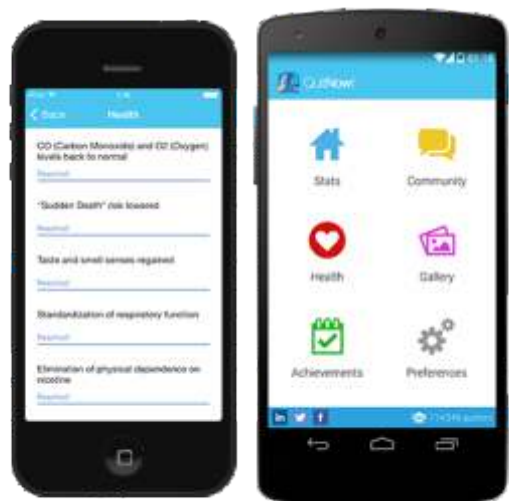 Back Health
CO (Carbon Monoxide) and O2 (Oxygen)
levels back to normal
Reached!
"Sudden Death" risk lowered
Reached!
Taste and smell senses regained
Reached!
Standardization of respiratory function
Reached!
Elimination of physical dependence on
nicotine
Reached!
QuitNow!
Stats Community
Health Gallery
Achievements Preferences
in f